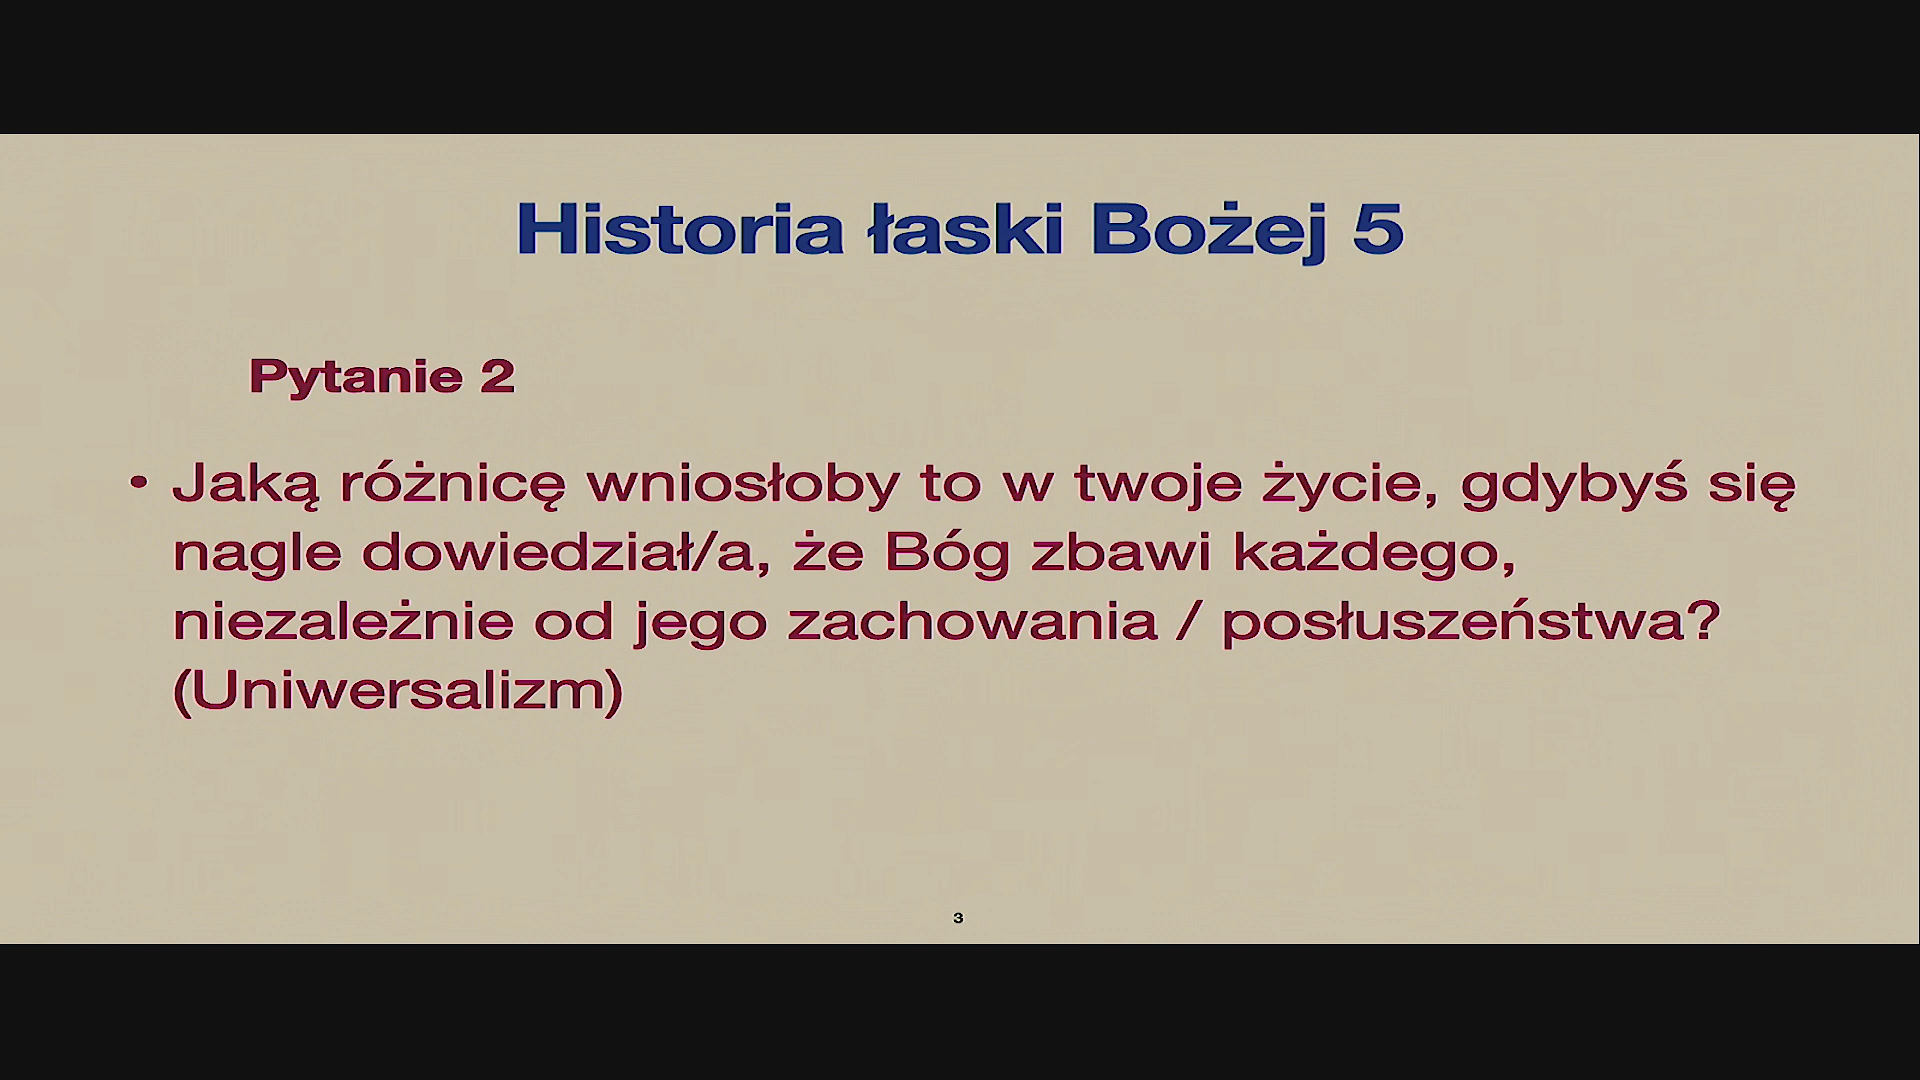 Historia łaski Bożej 5
Pytanie 2
• Jaką różnicę wniosłoby to w twoje życie, gdybyś się
nagle dowiedział/a, że Bóg zbawi każdego,
niezależnie od jego zachowania / posłuszeństwa?
(Uniwersalizm)
3